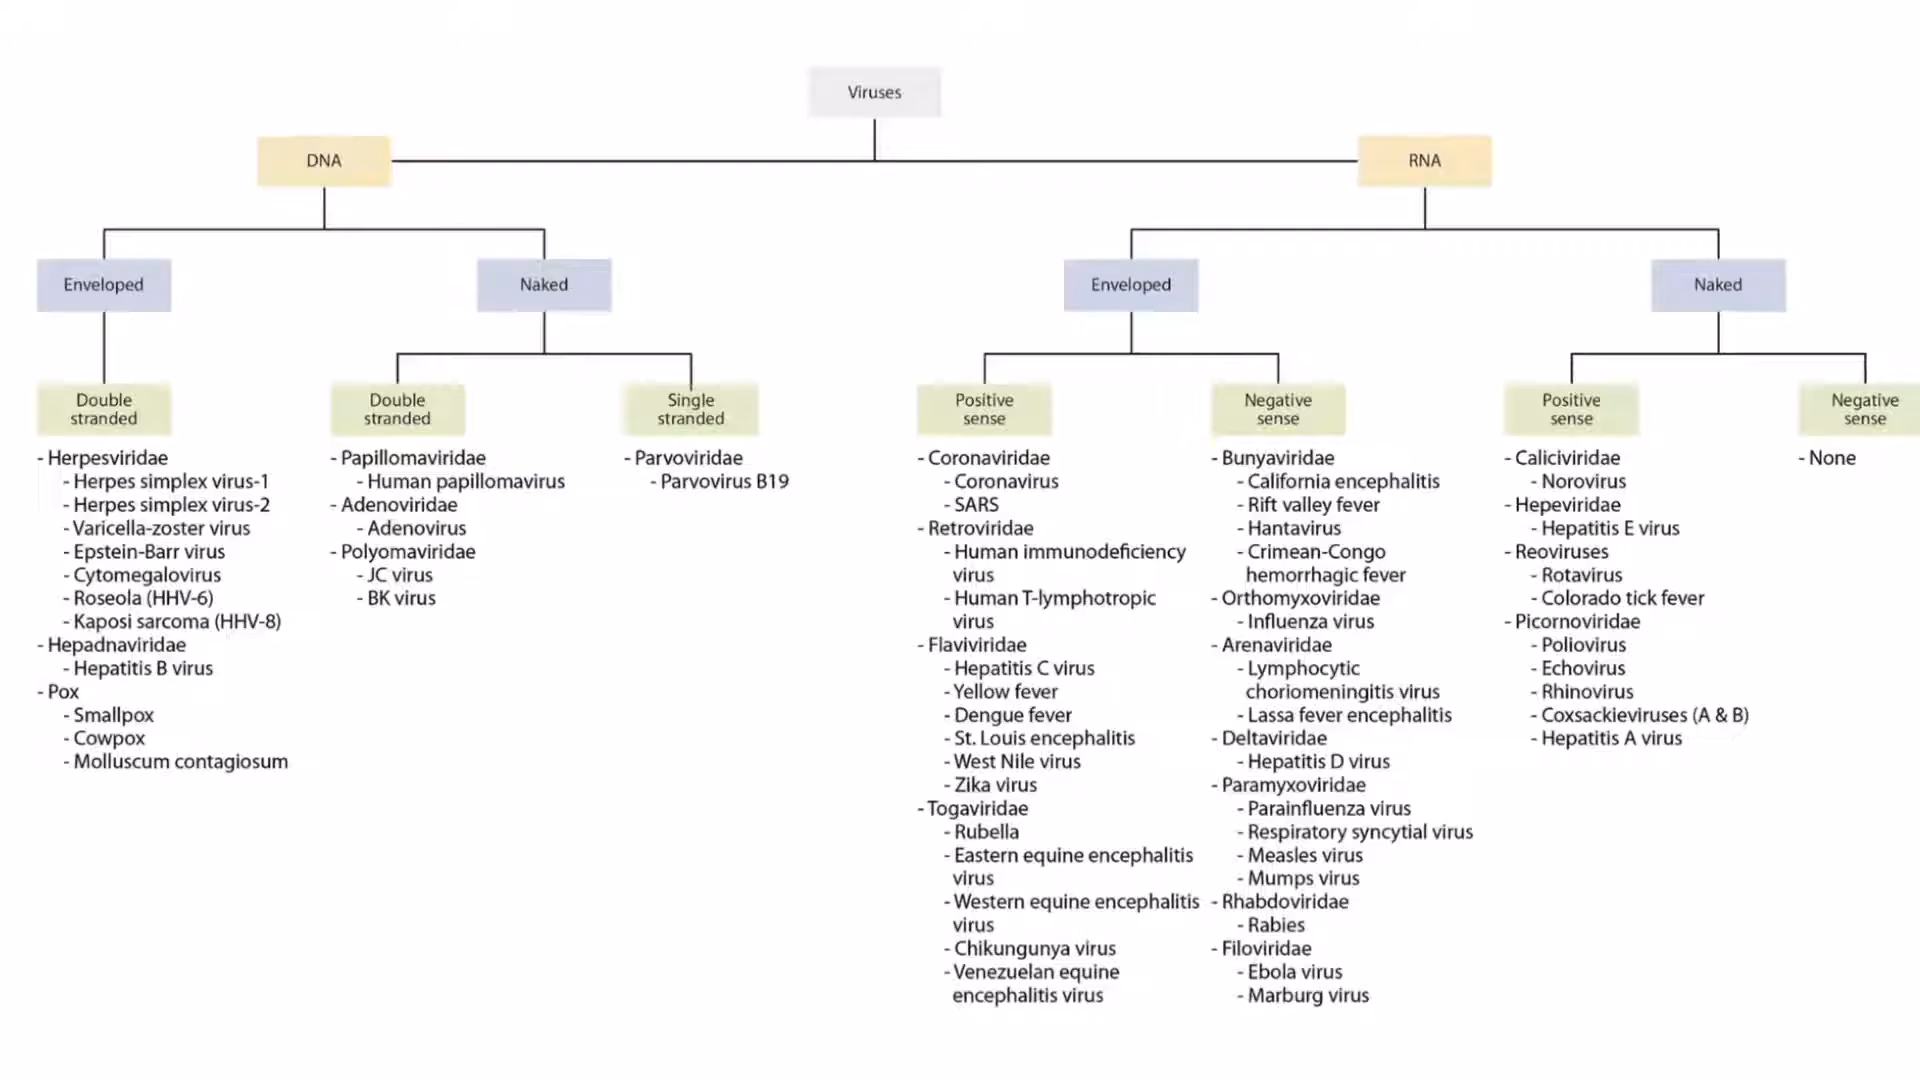 Viruses
DNA
RNA
Enveloped
Naked
Enveloped
Naked
Double
stranded
Double
stranded
Single
stranded
Positive
sense
Negative
sense
Positive
sense
Negative
sense
- Herpesviridae
- Herpes simplex virus-1
- Herpes simplex virus-2
- Varicella-zoster virus
- Epstein-Barr virus
- Cytomegalovirus
- Roseola (HHV-6)
- Kaposi sarcoma (HHV-8)
- Hepadnaviridae
- Hepatitis B virus
- Pox
- Smallpox
- Cowpox
- Molluscum contagiosum
- Papillomaviridae
- Human papillomavirus
- Adenoviridae
- Adenovirus
- Polyomaviridae
- JC virus
- BK virus
- Parvoviridae
- Parvovirus B19
- Coronaviridae
- Coronavirus
- SARS
- Retroviridae
- Human immunodeficiency
virus
- Human T-lymphotropic
virus
- Flaviviridae
- Hepatitis C virus
- Yellow fever
- Dengue fever
- St. Louis encephalitis
- West Nile virus
- Zika virus
- Togaviridae
- Rubella
- Eastern equine encephalitis
virus
- Western equine encephalitis
virus
- Chikungunya virus
- Venezuelan equine
encephalitis virus
- Bunyaviridae
- California encephalitis
- Rift valley fever
- Hantavirus
- Crimean-Congo
hemorrhagic fever
- Orthomyxoviridae
- Influenza virus
- Arenaviridae
- Lymphocytic
choriomeningitis virus
- Lassa fever encephalitis
- Deltaviridae
- Hepatitis D virus
- Paramyxoviridae
- Parainfluenza virus
- Respiratory syncytial virus
- Measles virus
- Mumps virus
- Rhabdoviridae
- Rabies
- Filoviridae
- Ebola virus
- Marburg virus
- Caliciviridae
- Norovirus
- Hepeviridae
- Hepatitis E virus
- Reoviruses
- Rotavirus
- Colorado tick fever
- Picornoviridae
- Poliovirus
- Echovirus
- Rhinovirus
- Coxsackieviruses (A & B)
- Hepatitis A virus
- None